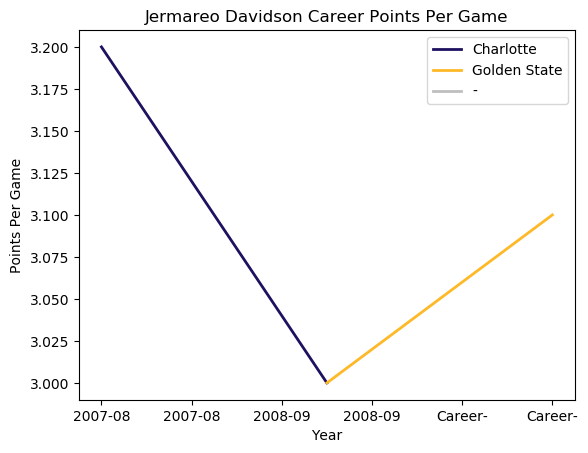 Jermareo Davidson Career Points Per Game
Charlotte
Golden State
-
3.200
3.175
3.150
3.125
3.100
3.075
3.050
3.025
3.000
Points Per Game
2007-08 2007-08 2008-09 2008-09 Career- Career-
Year